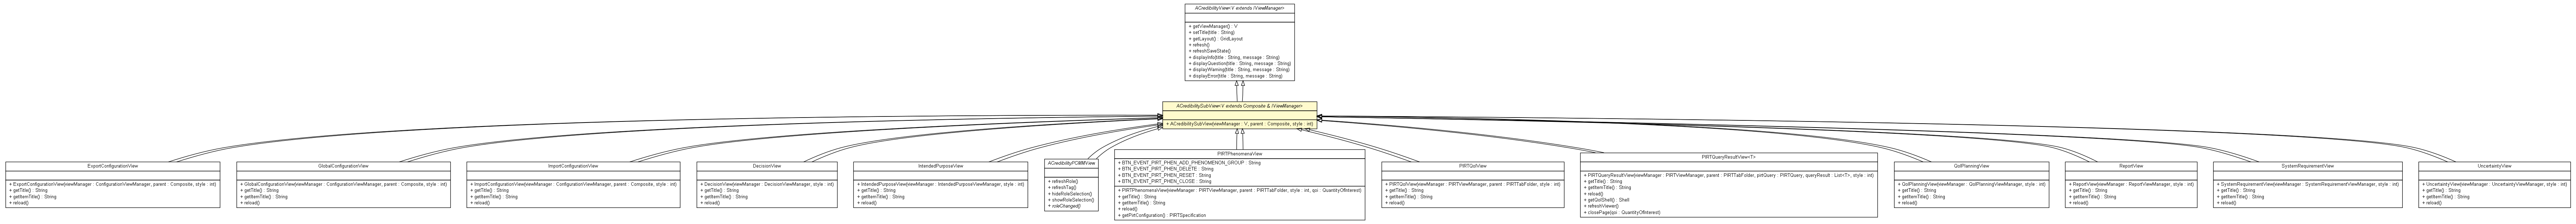 ACredibilityView<V extends IViewManager>
+ getViewManager() : V
+ setTitle(title : String)
+ getLayout() : GridLayout
+ refresh()
+ refreshSaveState()
+ displayInfo(title : String, message : String)
+ displayQuestion(title : String, message : String)
+ displayWarning(title : String, message : String)
+ displayError(title : String, message : String)
ACredibilitySubView<V extends Composite & IViewManager>
+ ACredibilitySubView(viewManager : V, parent : Composite, style : int)
ExportConfigurationView
+ ExportConfigurationView(viewManager : ConfigurationViewManager, parent : Composite, style : int)
+ getTitle() : String
+ getItemTitle() : String
+ reload()
GlobalConfigurationView
+ GlobalConfigurationView(viewManager : ConfigurationViewManager, parent : Composite, style : int)
+ getTitle() : String
+ getItemTitle() : String
+ reload()
ImportConfigurationView
+ ImportConfigurationView(viewManager : ConfigurationViewManager, parent : Composite, style : int)
+ getTitle() : String
+ getItemTitle() : String
+ reload()
DecisionView
+ DecisionView(viewManager : DecisionViewManager, style : int)
+ getTitle() : String
+ getItemTitle() : String
+ reload()
IntendedPurposeView
+ IntendedPurposeView(viewManager : IntendedPurposeViewManager, style : int)
+ getTitle() : String
+ getItemTitle() : String
+ reload()
ACredibilityPCMMView
+ refreshRole()
+ refreshTag()
+ hideRoleSelection()
+ showRoleSelection()
+ roleChanged()
PIRTPhenomenaView
+ BTN_EVENT_PIRT_PHEN_ADD_PHENOMENON_GROUP : String
+ BTN_EVENT_PIRT_PHEN_DELETE : String
+ BTN_EVENT_PIRT_PHEN_RESET : String
+ BTN_EVENT_PIRT_PHEN_CLOSE : String
+ PIRTPhenomenaView(viewManager : PIRTViewManager, parent : PIRTTabFolder, style : int, qoi : QuantityOfInterest)
+ getTitle() : String
+ getItemTitle() : String
+ reload()
+ getPirtConfiguration() : PIRTSpecification
PIRTQoIView
+ PIRTQoIView(viewManager : PIRTViewManager, parent : PIRTTabFolder, style : int)
+ getTitle() : String
+ getItemTitle() : String
+ reload()
PIRTQueryResultView<T>
+ PIRTQueryResultView(viewManager : PIRTViewManager, parent : PIRTTabFolder, pirtQuery : PIRTQuery, queryResult : List<T>, style : int)
+ getTitle() : String
+ getItemTitle() : String
+ reload()
+ getQoIShell() : Shell
+ refreshViewer()
+ closePage(qoi : QuantityOfInterest)
QoIPlanningView
+ QoIPlanningView(viewManager : QoIPlanningViewManager, style : int)
+ getTitle() : String
+ getItemTitle() : String
+ reload()
ReportView
+ ReportView(viewManager : ReportViewManager, style : int)
+ getTitle() : String
+ getItemTitle() : String
+ reload()
SystemRequirementView
+ SystemRequirementView(viewManager : SystemRequirementViewManager, style : int)
+ getTitle() : String
+ getItemTitle() : String
+ reload()
UncertaintyView
+ UncertaintyView(viewManager : UncertaintyViewManager, style : int)
+ getTitle() : String
+ getItemTitle() : String
+ reload()